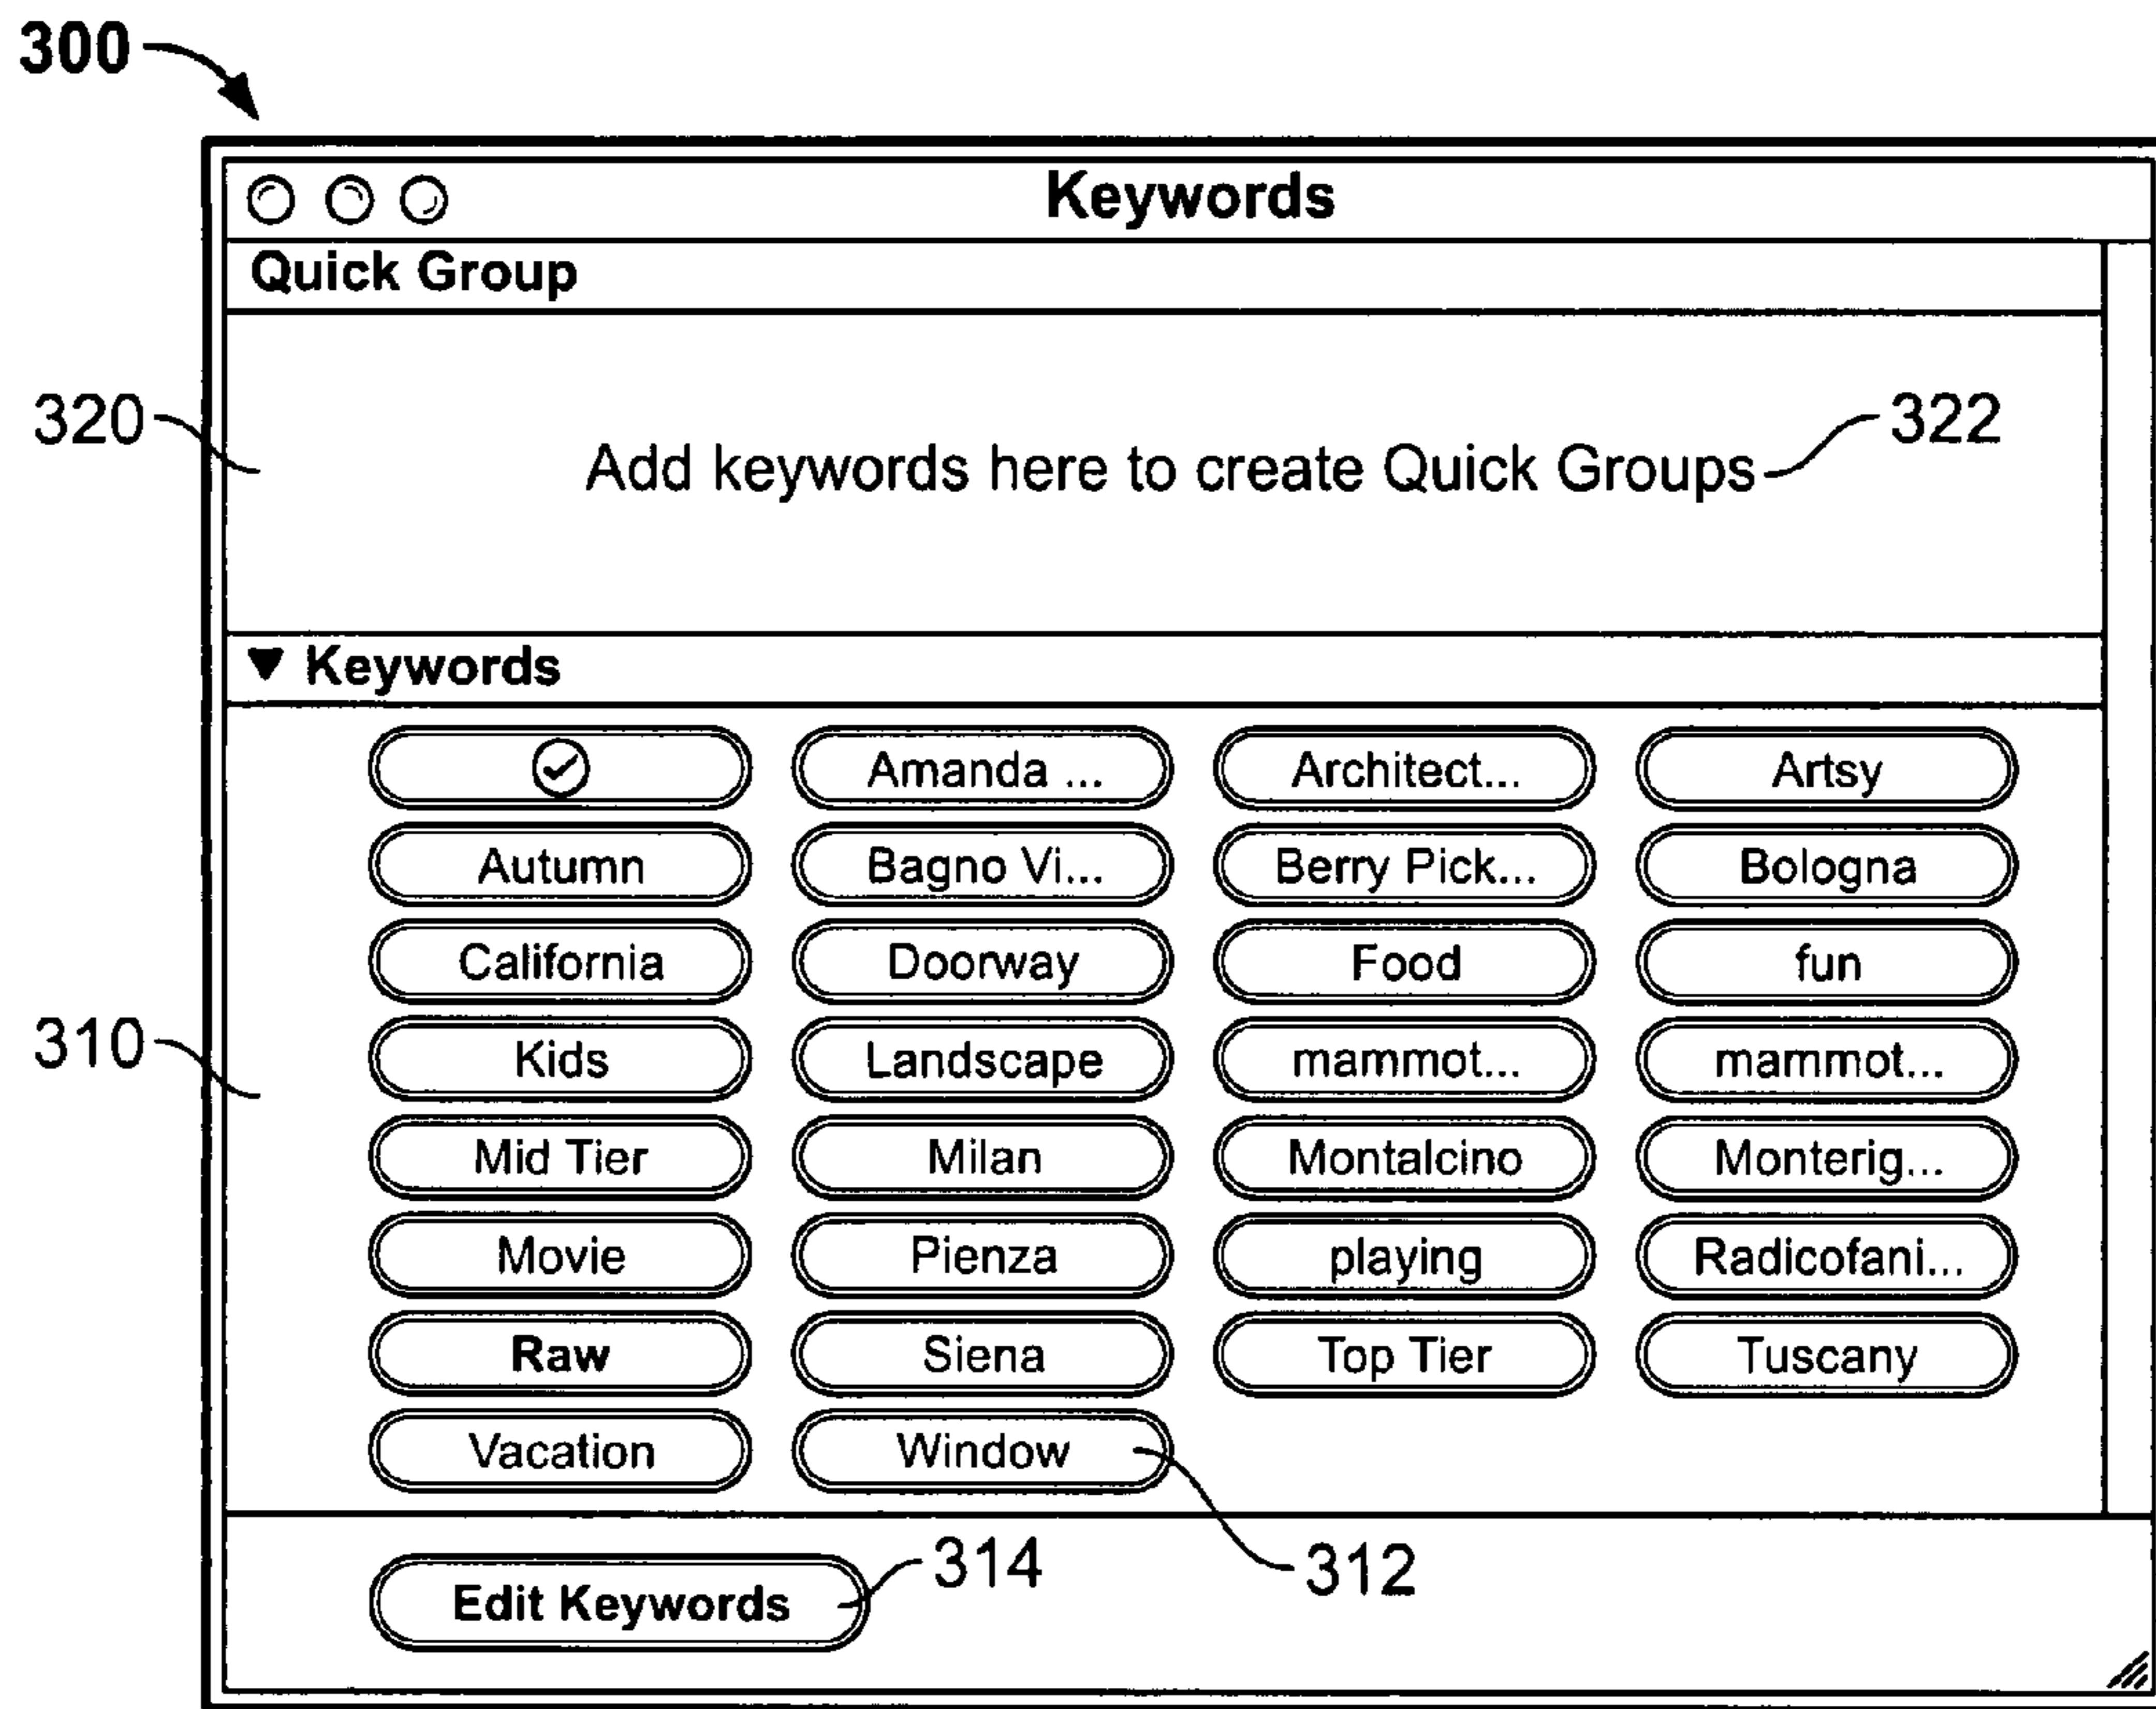 300
Keywords
Quick Group
320
Add keywords here to create Quick Groups
322
▼ Keywords
Amanda ... Architect... Artsy
Autumn Bagno Vi... Berry Pick... Bologna
California Doorway Food fun
310
Kids Landscape mammot... mammot...
Mid Tier Milan Montalcino Monterig...
Movie Pienza playing Radicofani...
Raw Siena Top Tier Tuscany
Vacation Window
312
Edit Keywords
314